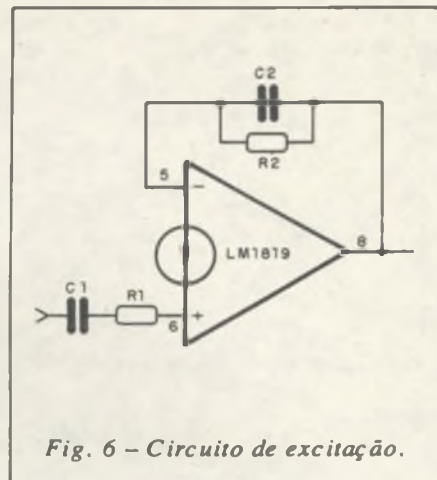 C2
R2
5
−
LM1819
8
C1
R1
6
+
Fig. 6 – Circuito de excitação.